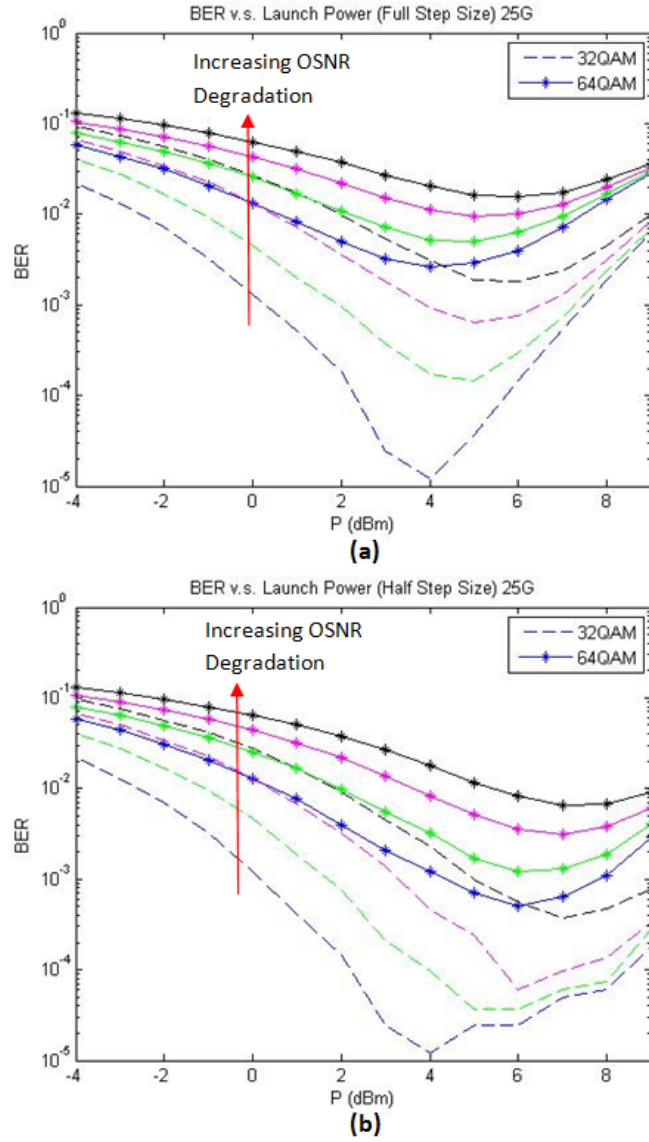 BER v.s. Launch Power (Full Step Size) 25G
10^0
10^-1
10^-2
10^-3
10^-4
10^-5
BER
Increasing OSNR
Degradation
32QAM
64QAM
-4 -2 0 2 4 6 8
P (dBm)
(a)
BER v.s. Launch Power (Half Step Size) 25G
10^0
10^-1
10^-2
10^-3
10^-4
10^-5
BER
Increasing OSNR
Degradation
32QAM
64QAM
-4 -2 0 2 4 6 8
P (dBm)
(b)